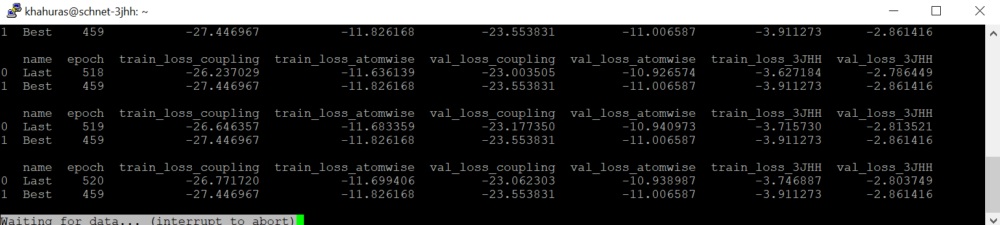 khahuras@schnet-3jhh: ~
1 Best 459 -27.446967 -11.826168 -23.553831 -11.006587 -3.911273 -2.861416
name epoch train_loss_coupling train_loss_atomwise val_loss_coupling val_loss_atomwise train_loss_3JHH val_loss_3JHH
0 Last 518 -26.237029 -11.636139 -23.003505 -10.926574 -3.627184 -2.786449
1 Best 459 -27.446967 -11.826168 -23.553831 -11.006587 -3.911273 -2.861416
name epoch train_loss_coupling train_loss_atomwise val_loss_coupling val_loss_atomwise train_loss_3JHH val_loss_3JHH
0 Last 519 -26.646357 -11.683359 -23.177350 -10.940973 -3.715730 -2.813521
1 Best 459 -27.446967 -11.826168 -23.553831 -11.006587 -3.911273 -2.861416
name epoch train_loss_coupling train_loss_atomwise val_loss_coupling val_loss_atomwise train_loss_3JHH val_loss_3JHH
0 Last 520 -26.771720 -11.699406 -23.062303 -10.938987 -3.746887 -2.803749
1 Best 459 -27.446967 -11.826168 -23.553831 -11.006587 -3.911273 -2.861416
Waiting for data... (interrupt to abort)